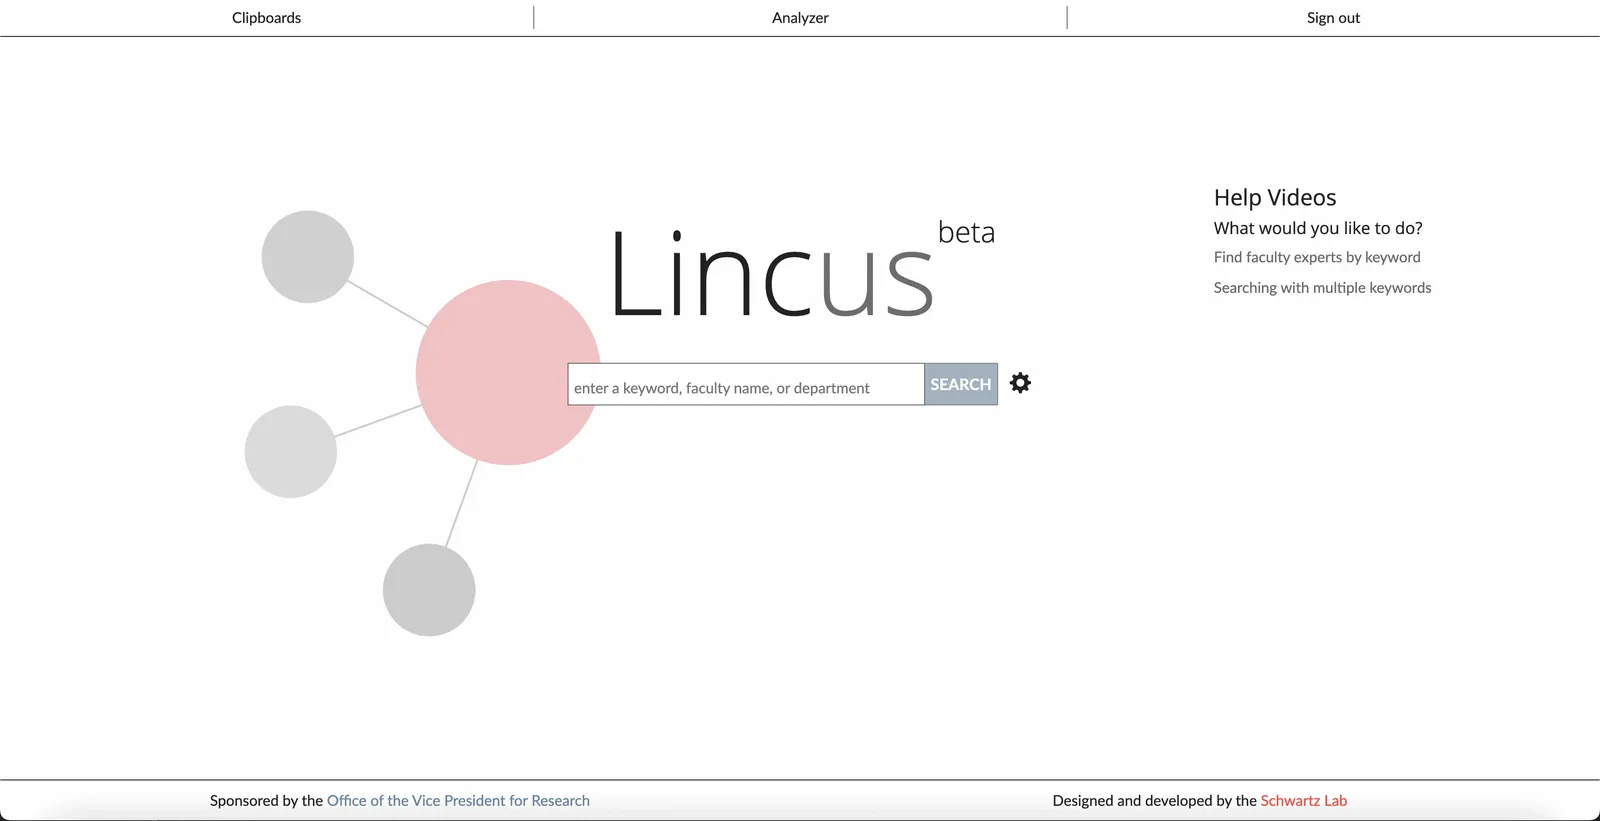 Clipboards
Analyzer
Sign out
Lincus beta
enter a keyword, faculty name, or department
SEARCH
Help Videos
What would you like to do?
Find faculty experts by keyword
Searching with multiple keywords
Sponsored by the Office of the Vice President for Research
Designed and developed by the Schwartz Lab